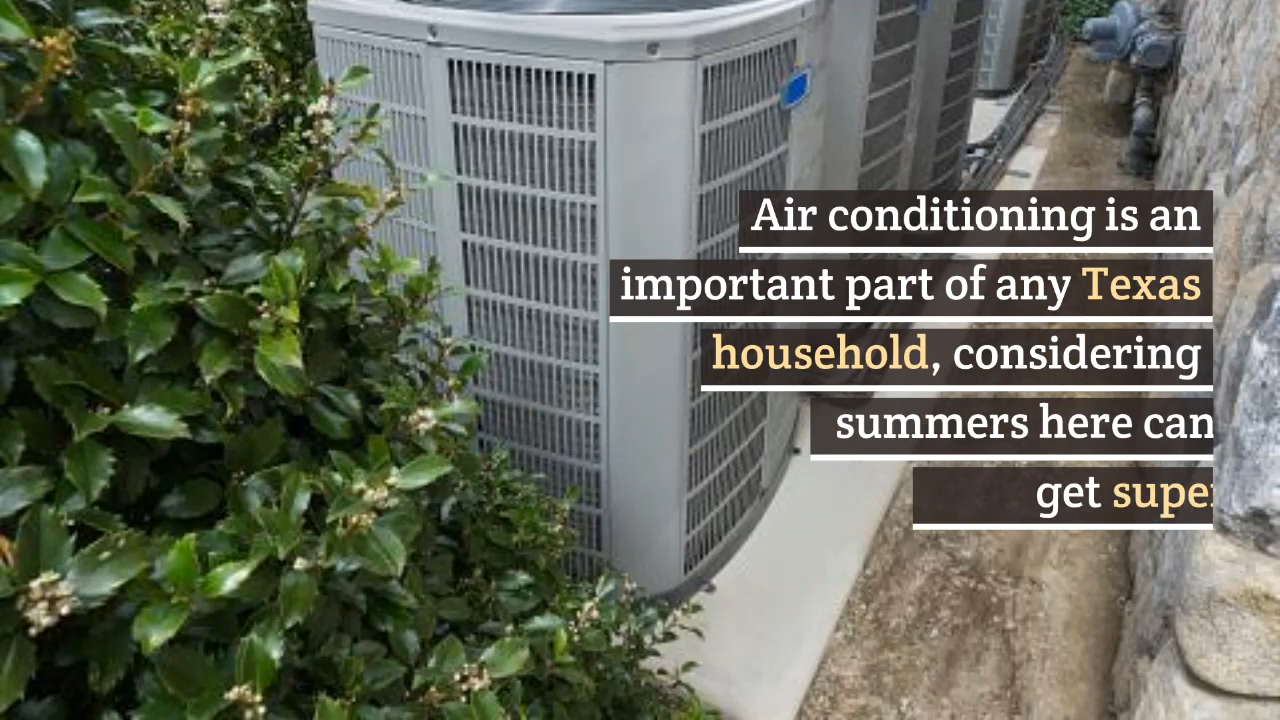 Air conditioning is an
important part of any Texas
household, considering
summers here can
get